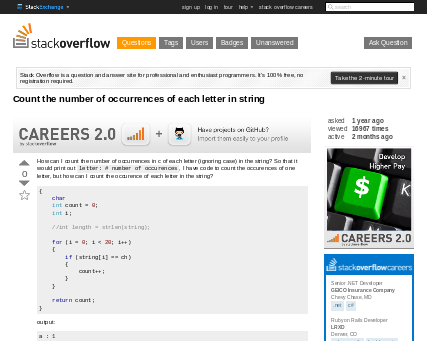 StackExchange
sign up log in tour help stack overflow careers
search
stackoverflow
Questions Tags Users Badges Unanswered Ask Question
Stack Overflow is a question and answer site for professional and enthusiast programmers. It's 100% free, no
registration required.
Take the 2-minute tour ×
Count the number of occurrences of each letter in string
CAREERS 2.0
by stackoverflow
+
Have projects on GitHub?
Import them easily to your profile
0
How can I count the number of occurrences in c of each letter (ignoring case) in the string? So that it
would print out letter: # number of occurences, I have code to count the occurences of one
letter, but how can I count the occurence of each letter in the string?
{
char
int count = 0;
int i;
//int length = strlen(string);
for (i = 0; i < 20; i++)
{
if (string[i] == ch)
{
count++;
}
}
return count;
}
output:
a : 1
asked 1 year ago
viewed 16967 times
active 2 months ago
Develop
Higher Pay
$
CAREERS 2.0
by stackoverflow
stackoverflow careers
Senior .NET Developer
GEICO Insurance Company
Chevy Chase, MD
.net c#
Ruby on Rails Developer
LRXD
Denver, CO